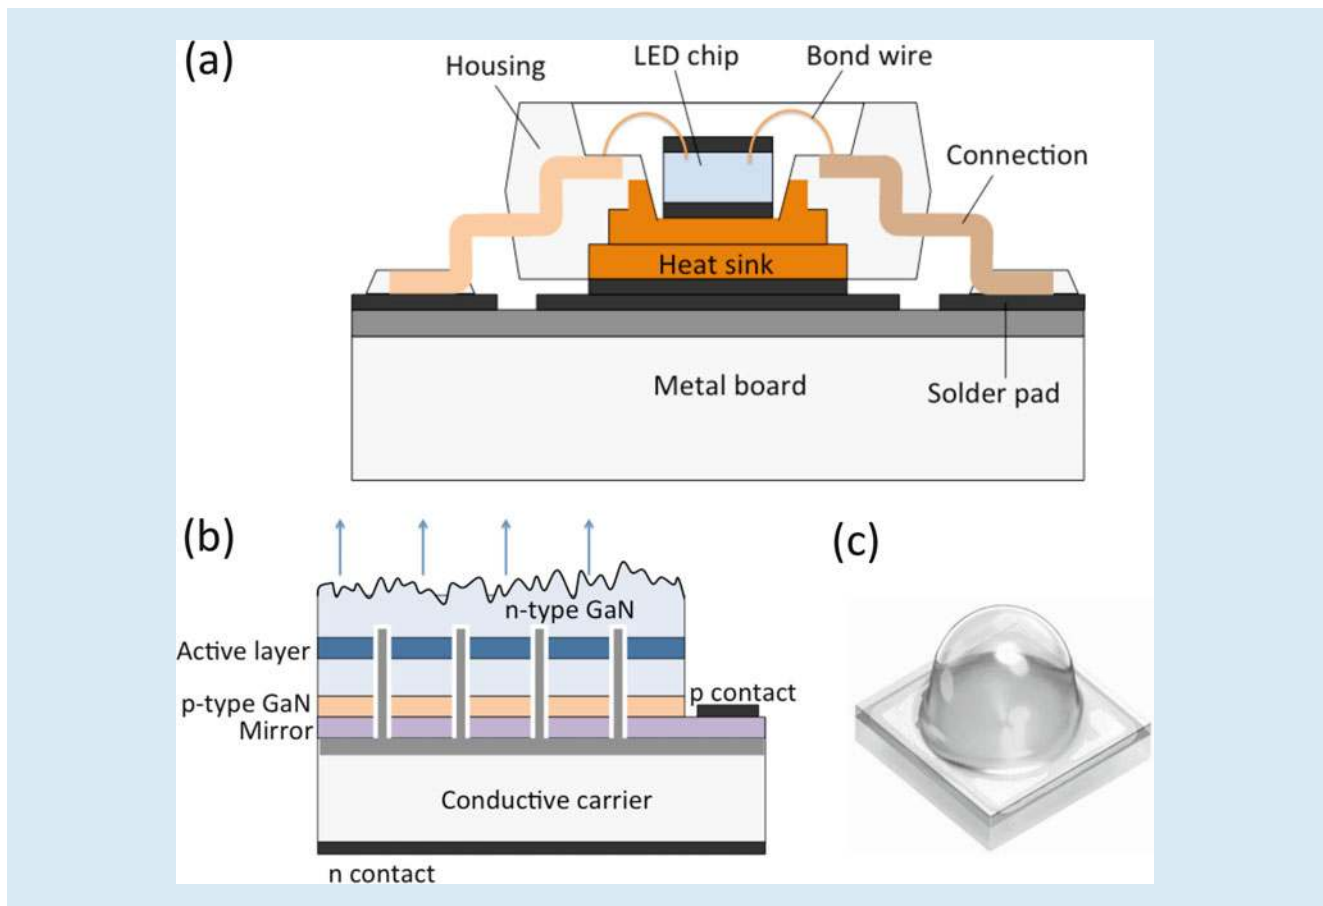 (a)
Housing
LED chip
Bond wire
Connection
Heat sink
Metal board
Solder pad
(b)
n-type GaN
Active layer
p-type GaN
p contact
Mirror
Conductive carrier
n contact
(c)